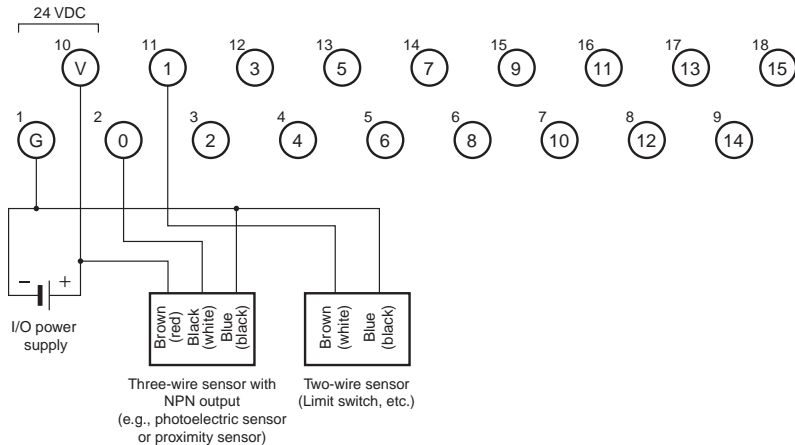 24 VDC
10 11 12 13 14 15 16 17 18
V 1 3 5 7 9 11 13 15
1 2 3 4 5 6 7 8 9
G 0 2 4 6 8 10 12 14
− +
I/O power
supply
Brown
(red)
Black
(white)
Blue
(black)
Brown
(white)
Blue
(black)
Three-wire sensor with
NPN output
(e.g., photoelectric sensor
or proximity sensor)
Two-wire sensor
(Limit switch, etc.)